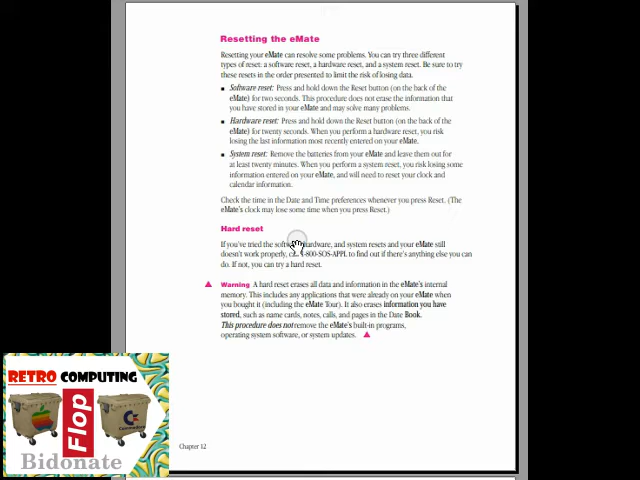 Resetting the eMate
Resetting your eMate can resolve some problems. You can try three different
types of reset: a software reset, a hardware reset, and a system reset. Be sure to try
these resets in the order presented to limit the risk of losing data.
■ Software reset: Press and hold down the Reset button (on the back of the
eMate) for two seconds. This procedure does not erase the information that
you have stored in your eMate and may solve many problems.
■ Hardware reset: Press and hold down the Reset button (on the back of the
eMate) for twenty seconds. When you perform a hardware reset, you risk
losing the last information most recently entered on your eMate.
■ System reset: Remove the batteries from your eMate and leave them out for
at least twenty minutes. When you perform a system reset, you risk losing some
information entered on your eMate, and will need to reset your clock and
calendar information.
Check the time in the Date and Time preferences whenever you press Reset. (The
eMate's clock may lose some time when you press Reset.)
Hard reset
If you've tried the hardware, and system resets and your eMate still
doesn't work properly, 1-800-SOS-APPL to find out if there's anything else you can
do. If not, you can try a hard reset.
▲ Warning A hard reset erases all data and information in the eMate's internal
memory. This includes any applications that were already on your eMate when
you bought it (including the eMate Tour). It also erases information you have
stored, such as name cards, notes, calls, and pages in the Date Book.
This procedure does not remove the eMate's built-in programs,
operating system software, or system updates. ▲
RETRO COMPUTING
Flop
Commodore
Bidonate
Chapter 12